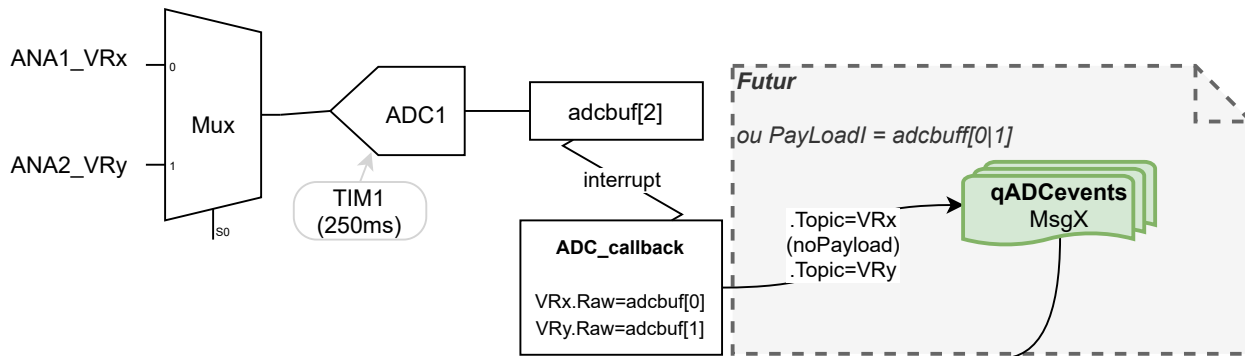 ANA1_VRx
0
Mux
ANA2_VRy
1
S0
ADC1
TIM1
(250ms)
adcbuf[2]
interrupt
ADC_callback
VRx.Raw=adcbuf[0]
VRy.Raw=adcbuf[1]
Futur
ou PayLoadI = adcbuff[0|1]
.Topic=VRx
(noPayload)
.Topic=VRy
qADCevents
MsgX